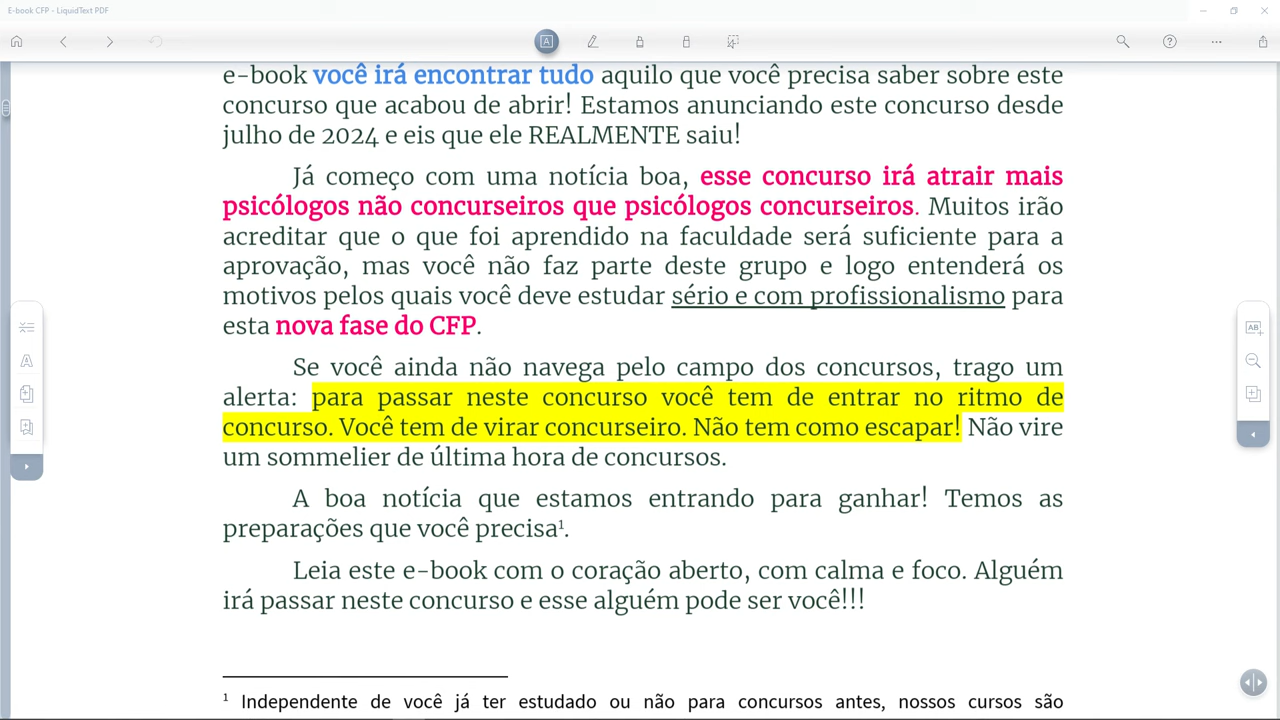 E-book CFP - LiquidText PDF
e-book você irá encontrar tudo aquilo que você precisa saber sobre este
concurso que acabou de abrir! Estamos anunciando este concurso desde
julho de 2024 e eis que ele REALMENTE saiu!
Já começo com uma notícia boa, esse concurso irá atrair mais
psicólogos não concurseiros que psicólogos concurseiros. Muitos irão
acreditar que o que foi aprendido na faculdade será suficiente para a
aprovação, mas você não faz parte deste grupo e logo entenderá os
motivos pelos quais você deve estudar sério e com profissionalismo para
esta nova fase do CFP.
Se você ainda não navega pelo campo dos concursos, trago um
alerta: para passar neste concurso você tem de entrar no ritmo de
concurso. Você tem de virar concurseiro. Não tem como escapar! Não vire
um sommelier de última hora de concursos.
A boa notícia que estamos entrando para ganhar! Temos as
preparações que você precisa¹.
Leia este e-book com o coração aberto, com calma e foco. Alguém
irá passar neste concurso e esse alguém pode ser você!!!
¹ Independente de você já ter estudado ou não para concursos antes, nossos cursos são